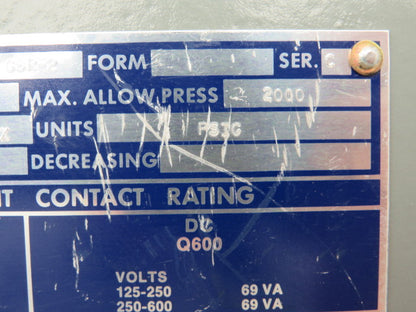 FORM SER.
MAX. ALLOW. PRESS 2000
UNITS PSIG
DECREASING
CONTACT RATING
DC
Q600
VOLTS
125-250 69 VA
250-600 69 VA